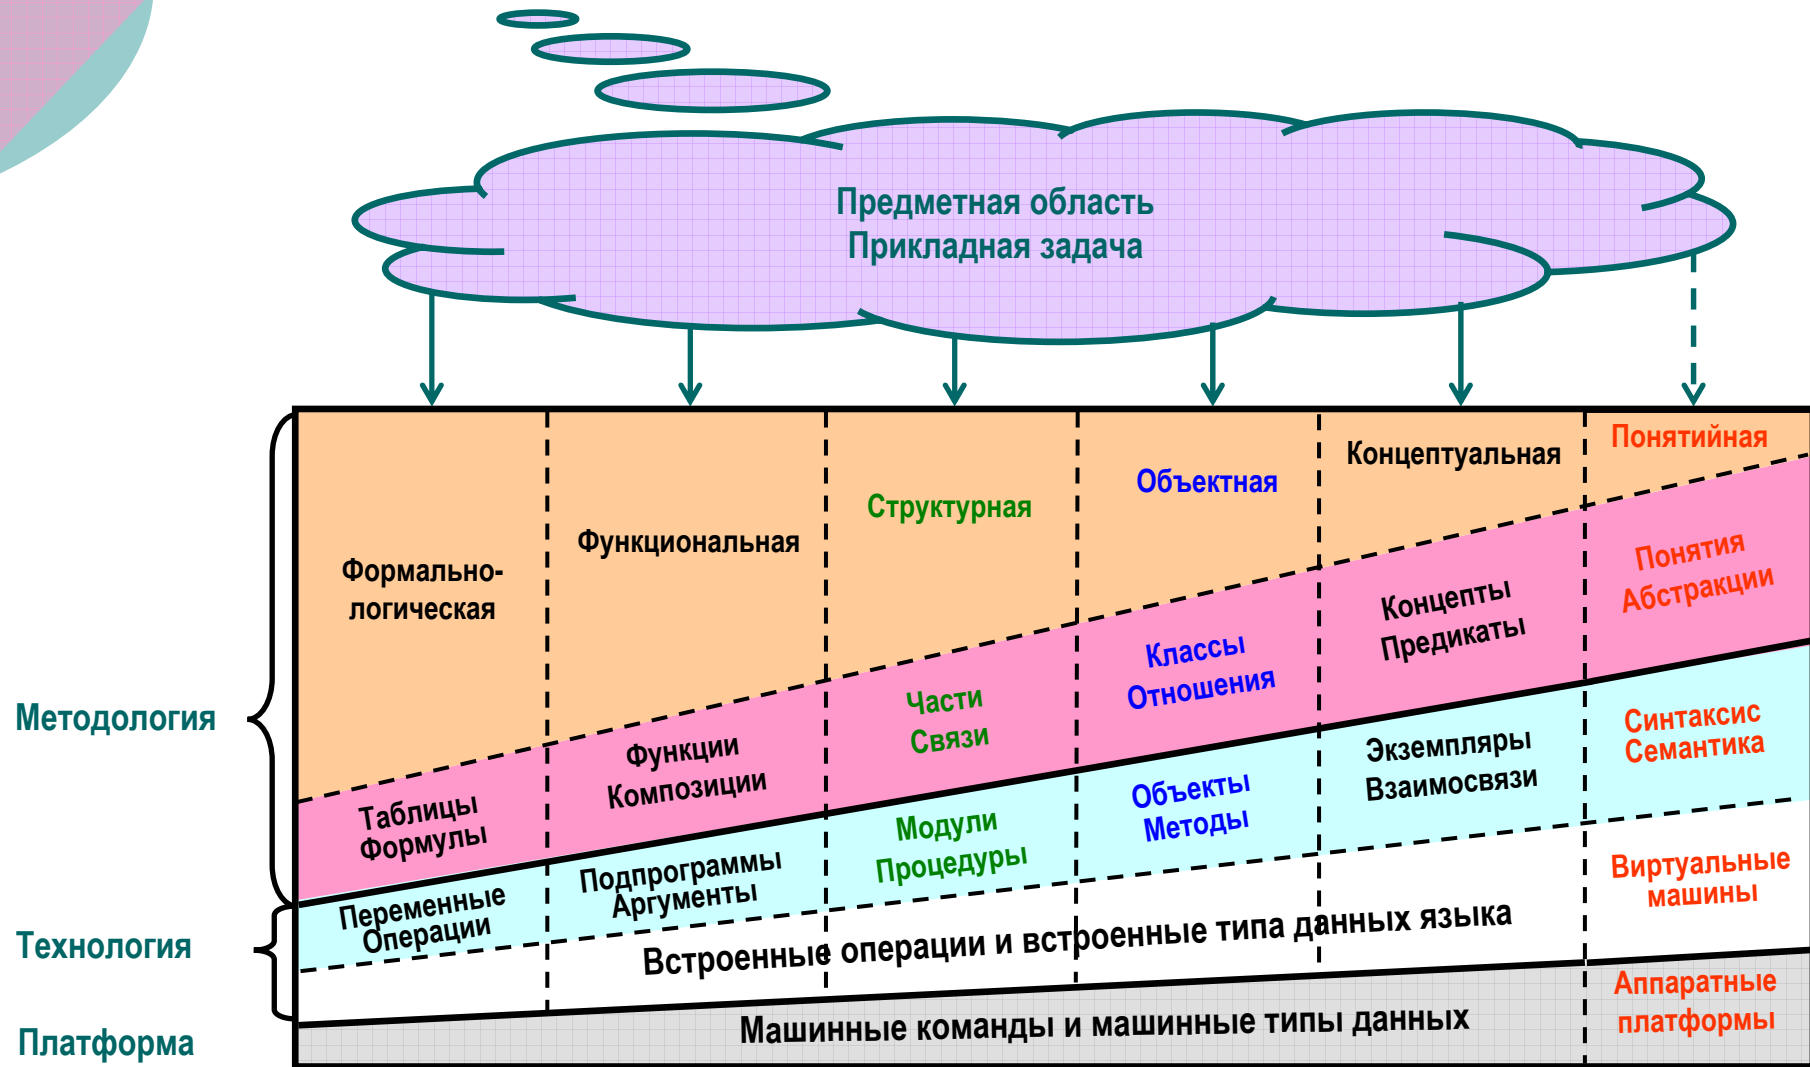 Предметная область
Прикладная задача
Формально-
логическая
Функциональная
Структурная
Объектная
Концептуальная
Понятийная
Методология
Таблицы
Формулы
Функции
Композиции
Части
Связи
Классы
Отношения
Концепты
Предикаты
Понятия
Абстракции
Технология
Переменные
Операции
Подпрограммы
Аргументы
Модули
Процедуры
Объекты
Методы
Экземпляры
Взаимосвязи
Синтаксис
Семантика
Встроенные операции и встроенные типа данных языка
Виртуальные
машины
Платформа
Машинные команды и машинные типы данных
Аппаратные
платформы